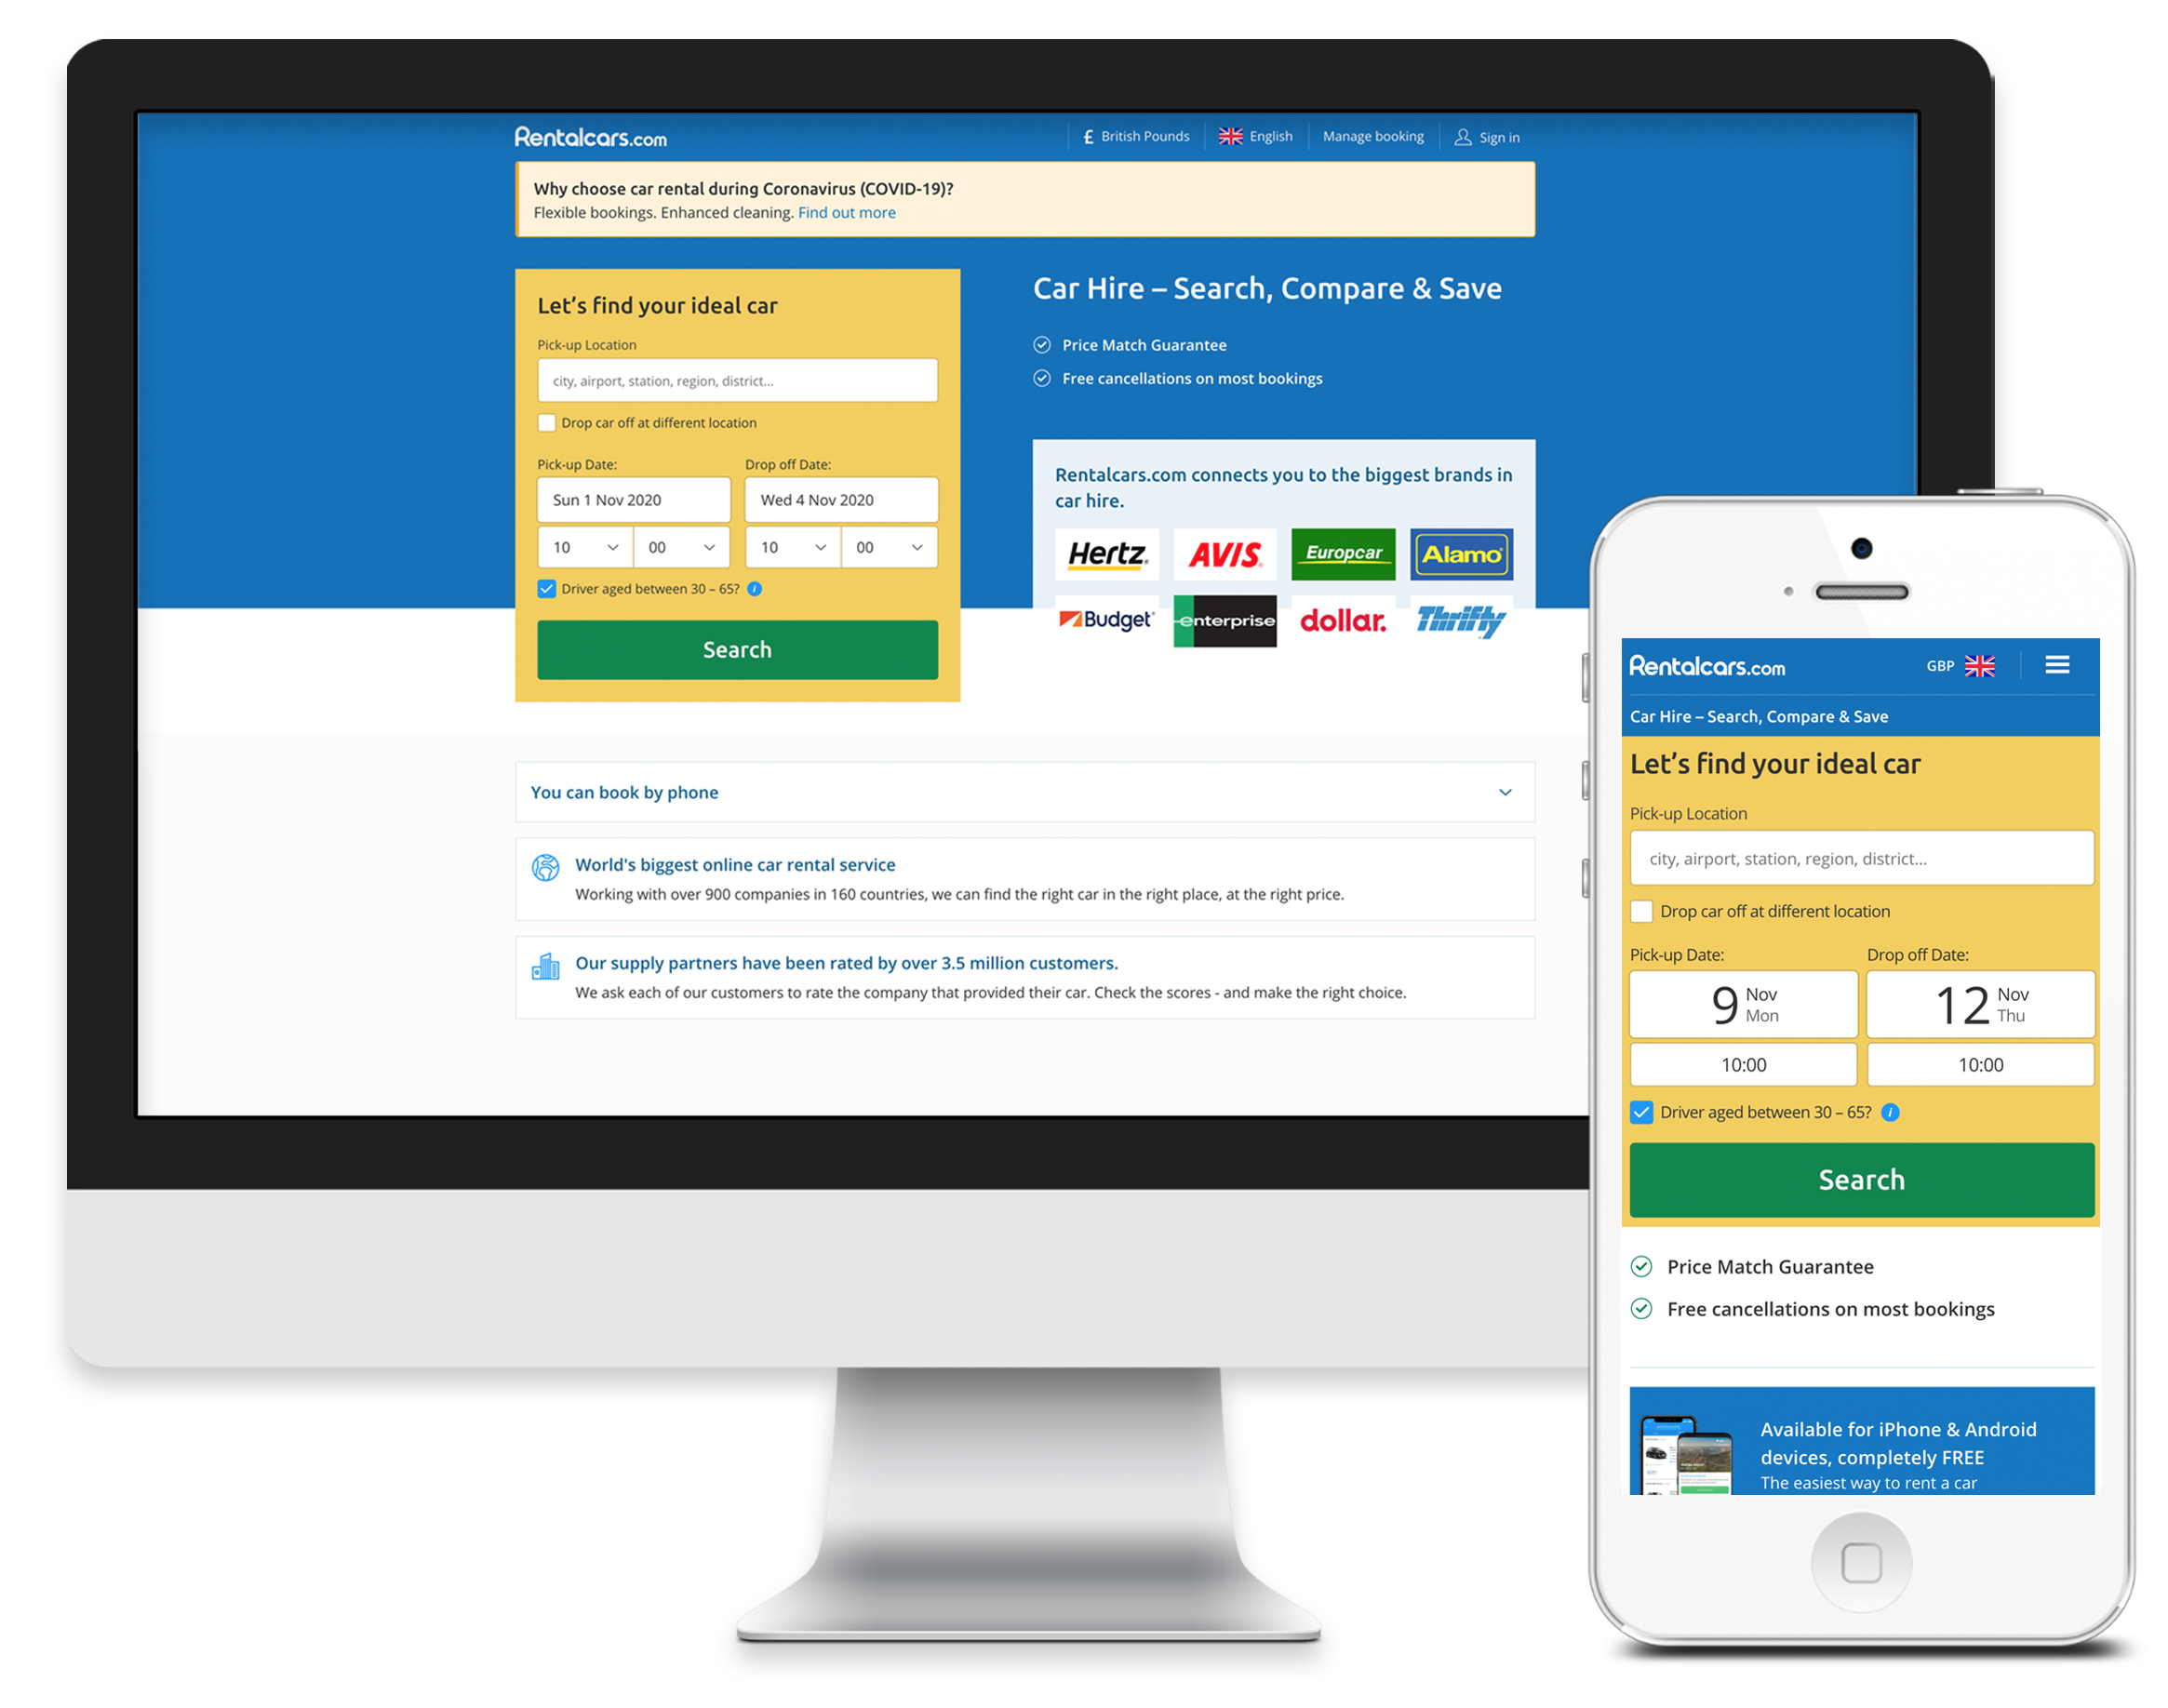 Rentalcars.com
£ British Pounds
English
Manage booking
Sign in
Why choose car rental during Coronavirus (COVID-19)?
Flexible bookings. Enhanced cleaning. Find out more
Let's find your ideal car
Pick-up Location
city, airport, station, region, district...
Drop car off at different location
Pick-up Date:
Drop off Date:
Sun 1 Nov 2020
Wed 4 Nov 2020
10
00
10
00
Driver aged between 30 – 65? i
Search
Car Hire – Search, Compare & Save
Price Match Guarantee
Free cancellations on most bookings
Rentalcars.com connects you to the biggest brands in
car hire.
Hertz.
AVIS
Europcar
Alamo
Budget
enterprise
dollar.
Thrifty
You can book by phone
World's biggest online car rental service
Working with over 900 companies in 160 countries, we can find the right car in the right place, at the right price.
Our supply partners have been rated by over 3.5 million customers.
We ask each of our customers to rate the company that provided their car. Check the scores - and make the right choice.
Rentalcars.com
GBP
Car Hire – Search, Compare & Save
Let's find your ideal car
Pick-up Location
city, airport, station, region, district...
Drop car off at different location
Pick-up Date:
Drop off Date:
9 Nov
Mon
12 Nov
Thu
10:00
10:00
Driver aged between 30 – 65? i
Search
Price Match Guarantee
Free cancellations on most bookings
Available for iPhone & Android
devices, completely FREE
The easiest way to rent a car